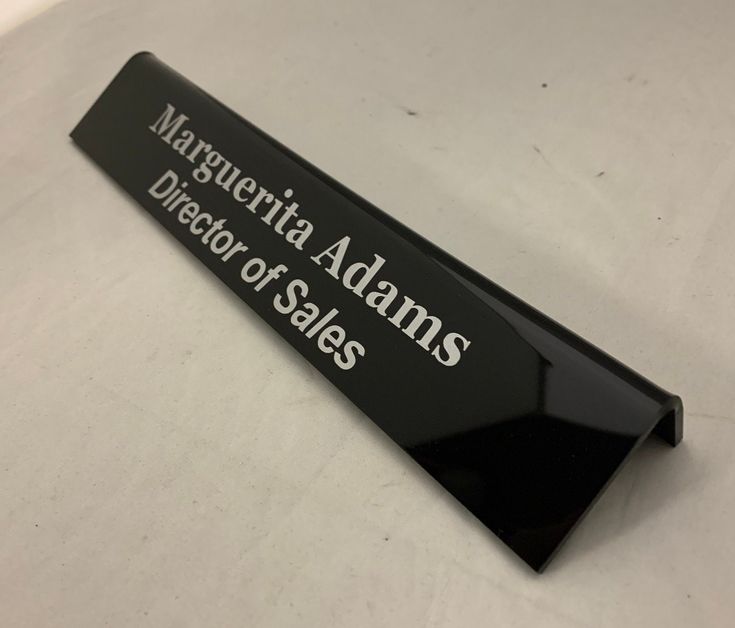 Marguerita Adams
Director of Sales